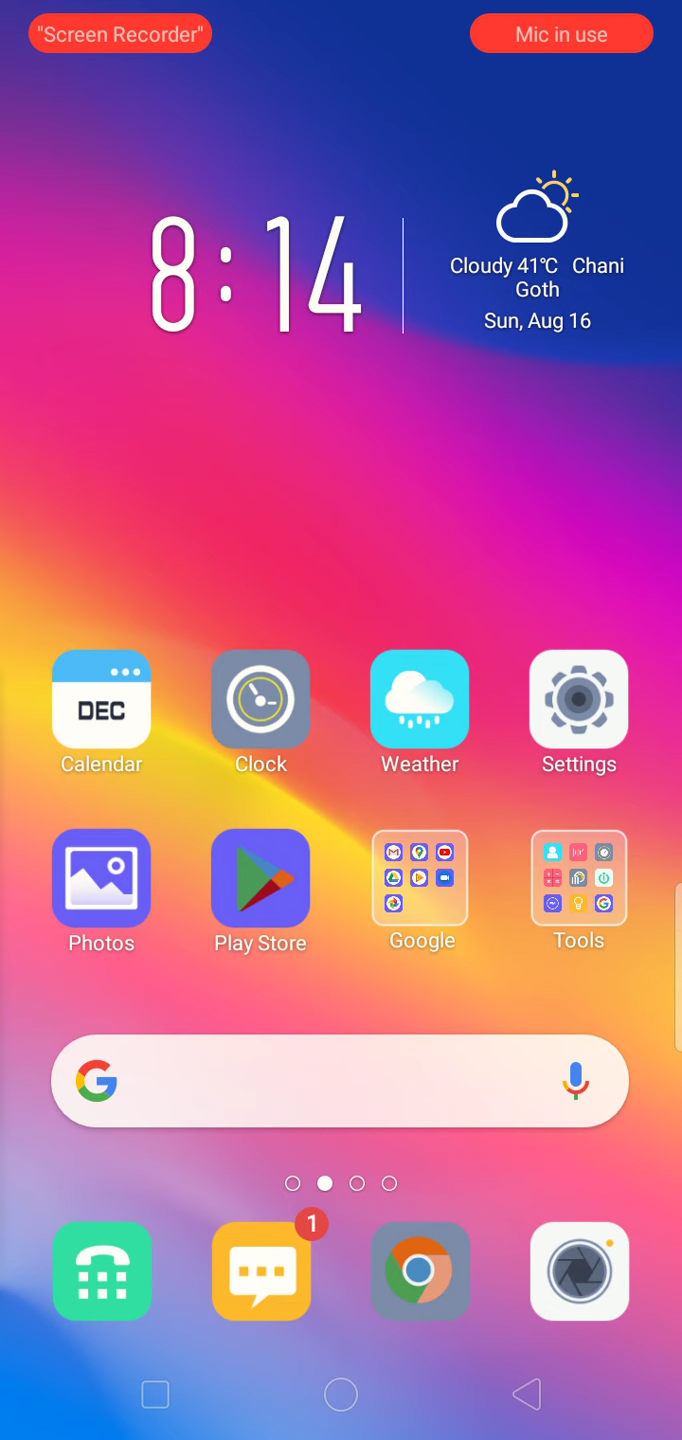 "Screen Recorder"
Mic in use
8:14
Cloudy 41℃ Chani
Goth
Sun, Aug 16
DEC
Calendar
Clock
Weather
Settings
Photos
Play Store
Google
Tools
1